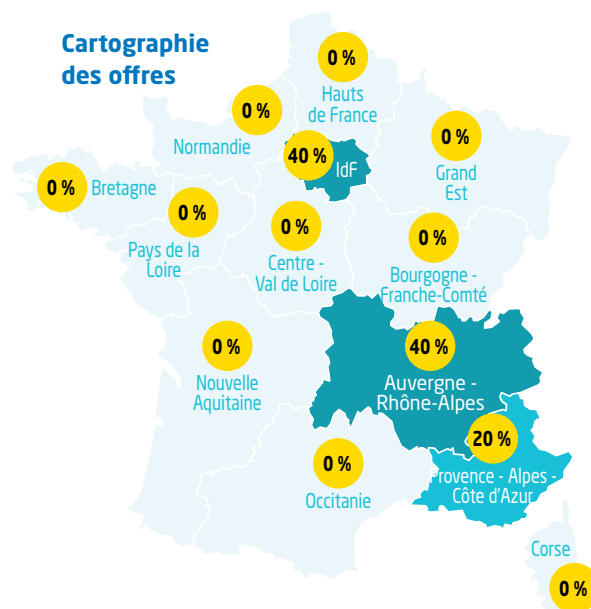 Cartographie
des offres
0 %
Hauts
de France
0 %
Normandie
0 %
Grand
Est
40 %
IdF
0 %
Bretagne
0 %
Pays de la
Loire
0 %
Centre -
Val de Loire
0 %
Bourgogne -
Franche-Comté
0 %
Nouvelle
Aquitaine
40 %
Auvergne -
Rhône-Alpes
20 %
Provence - Alpes -
Côte d'Azur
0 %
Occitanie
Corse
0 %